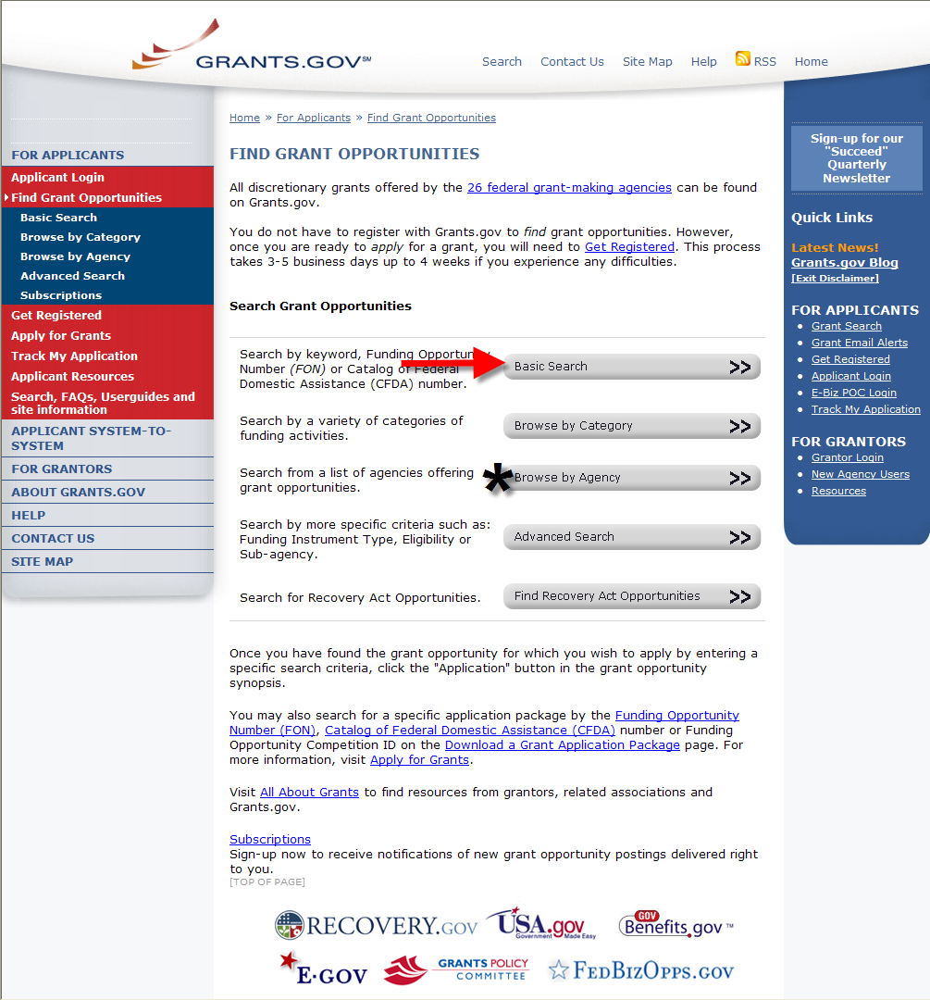 GRANTS.GOV℠
Search Contact Us Site Map Help RSS Home
FOR APPLICANTS
Applicant Login
Find Grant Opportunities
Basic Search
Browse by Category
Browse by Agency
Advanced Search
Subscriptions
Get Registered
Apply for Grants
Track My Application
Applicant Resources
Search, FAQs, Userguides and
site information
APPLICANT SYSTEM-TO-
SYSTEM
FOR GRANTORS
ABOUT GRANTS.GOV
HELP
CONTACT US
SITE MAP
Home » For Applicants » Find Grant Opportunities
FIND GRANT OPPORTUNITIES
All discretionary grants offered by the 26 federal grant-making agencies can be found
on Grants.gov.
You do not have to register with Grants.gov to find grant opportunities. However,
once you are ready to apply for a grant, you will need to Get Registered. This process
takes 3-5 business days up to 4 weeks if you experience any difficulties.
Search Grant Opportunities
Search by keyword, Funding Opportunity
Number (FON) or Catalog of Federal
Domestic Assistance (CFDA) number.
Basic Search >>
Search by a variety of categories of
funding activities.
Browse by Category >>
Search from a list of agencies offering
grant opportunities.
* Browse by Agency >>
Search by more specific criteria such as:
Funding Instrument Type, Eligibility or
Sub-agency.
Advanced Search >>
Search for Recovery Act Opportunities.
Find Recovery Act Opportunities >>
Once you have found the grant opportunity for which you wish to apply by entering a
specific search criteria, click the "Application" button in the grant opportunity
synopsis.
You may also search for a specific application package by the Funding Opportunity
Number (FON), Catalog of Federal Domestic Assistance (CFDA) number or Funding
Opportunity Competition ID on the Download a Grant Application Package page. For
more information, visit Apply for Grants.
Visit All About Grants to find resources from grantors, related associations and
Grants.gov.
Subscriptions
Sign-up now to receive notifications of new grant opportunity postings delivered right
to you.
[TOP OF PAGE]
RECOVERY.GOV
USA.gov
Government Made Easy
GOV
Benefits.gov ™
E-GOV
GRANTS POLICY
COMMITTEE
FEDBIZOPPS.GOV
Sign-up for our
"Succeed"
Quarterly
Newsletter
Quick Links
Latest News!
Grants.gov Blog
[Exit Disclaimer]
FOR APPLICANTS
• Grant Search
• Grant Email Alerts
• Get Registered
• Applicant Login
• E-Biz POC Login
• Track My Application
FOR GRANTORS
• Grantor Login
• New Agency Users
• Resources